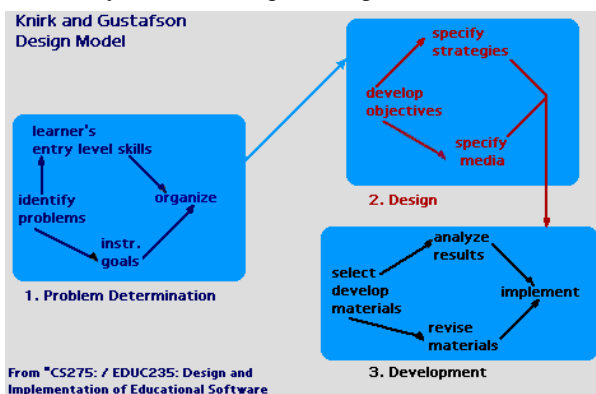 Knirk and Gustafson
Design Model
learner's
entry level skills
identify
problems
organize
instr.
goals
1. Problem Determination
specify
strategies
develop
objectives
specify
media
2. Design
analyze
results
select
develop
materials
implement
revise
materials
3. Development
From "CS275: / EDUC235: Design and
Implementation of Educational Software